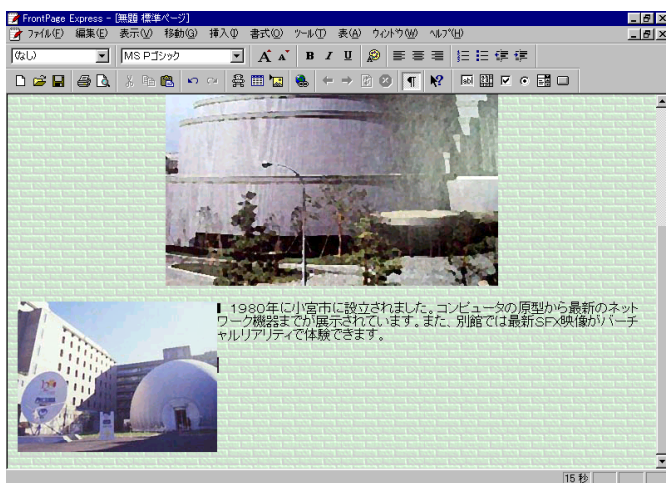 FrontPage Express - [無題 標準ページ]
ファイル(F) 編集(E) 表示(V) 移動(G) 挿入(I) 書式(O) ツール(T) 表(A) ウィンドウ(W) ヘルプ(H)
(なし) MS Pゴシック A A B I U
1980年に小宮市に設立されました。コンピュータの原型から最新のネット
ワーク機器までが展示されています。また、別館では最新SFX映像がバーチ
ャルリアリティで体験できます。
15 秒